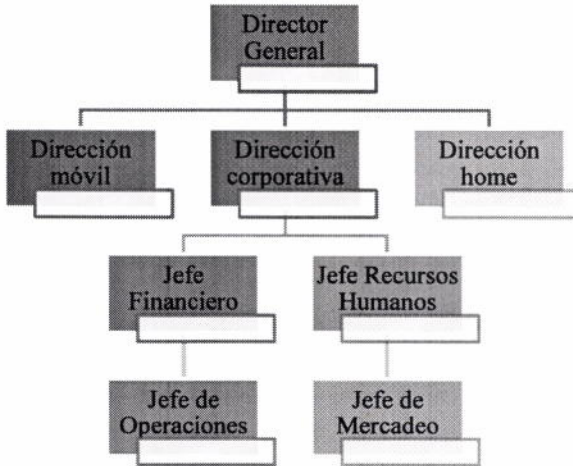 Director
General
Dirección
móvil
Dirección
corporativa
Dirección
home
Jefe
Financiero
Jefe Recursos
Humanos
Jefe de
Operaciones
Jefe de
Mercadeo